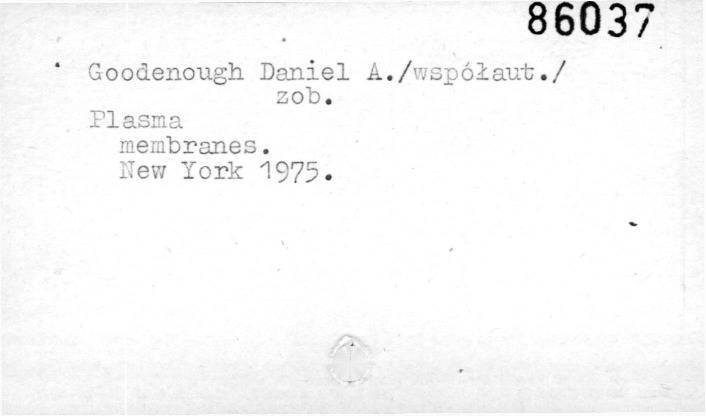 86037
Goodenough Daniel A./współaut./
zob.
Plasma
membranes.
New York 1975.